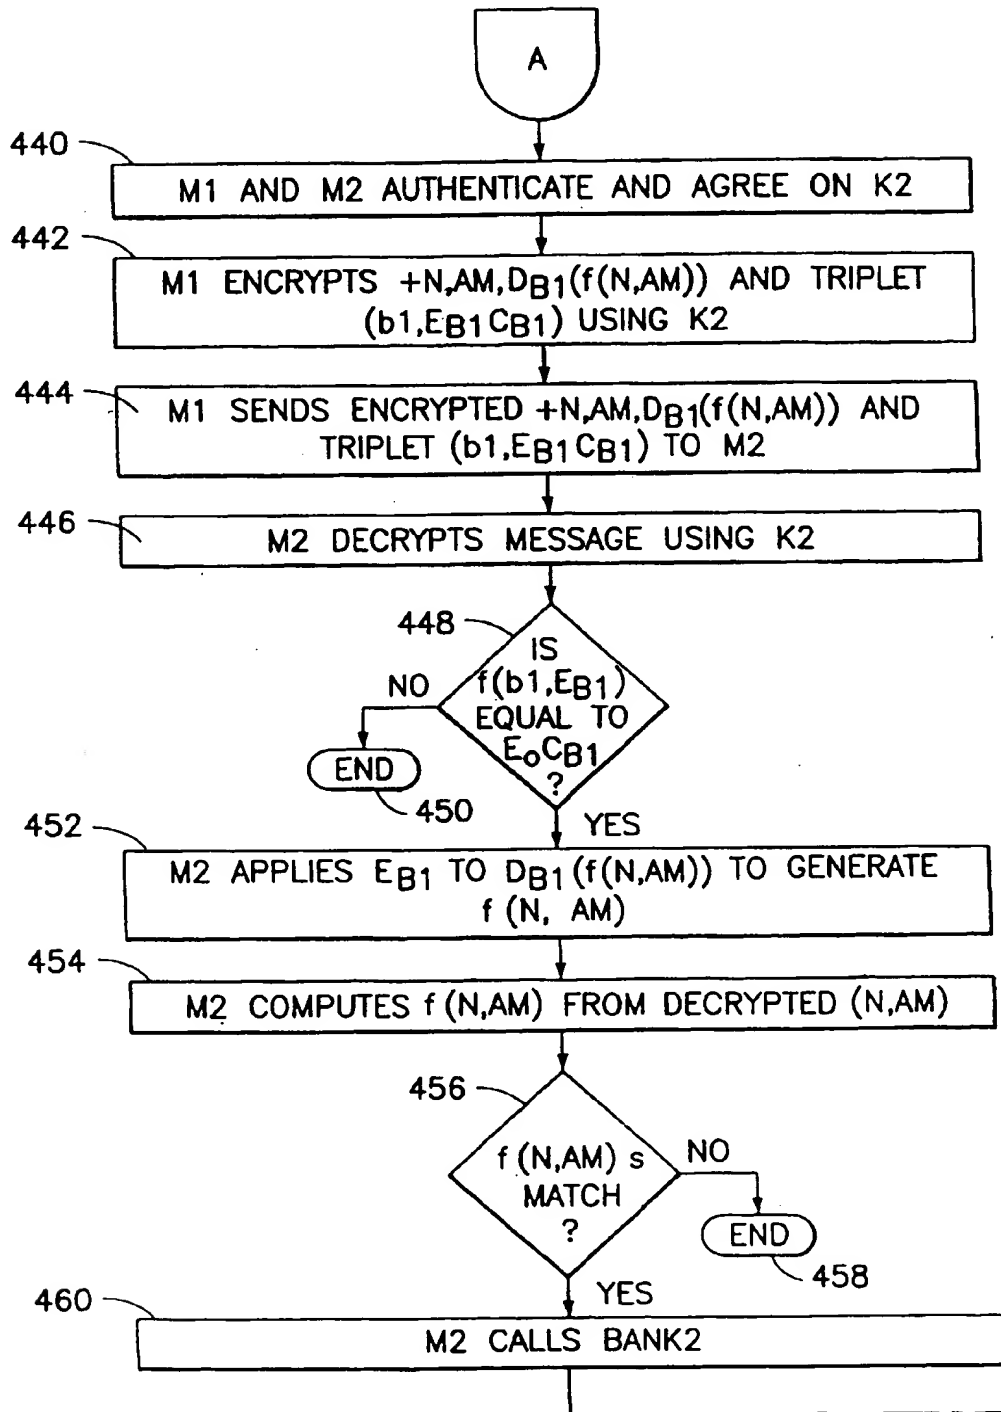 A
440
M1 AND M2 AUTHENTICATE AND AGREE ON K2
442
M1 ENCRYPTS +N,AM,DB1(f(N,AM)) AND TRIPLET
(b1,EB1CB1) USING K2
444
M1 SENDS ENCRYPTED +N,AM,DB1(f(N,AM)) AND
TRIPLET (b1,EB1CB1) TO M2
446
M2 DECRYPTS MESSAGE USING K2
448
IS
f(b1,EB1)
EQUAL TO
EoCB1
?
NO
END
450
YES
452
M2 APPLIES EB1 TO DB1(f(N,AM)) TO GENERATE
f (N, AM)
454
M2 COMPUTES f (N,AM) FROM DECRYPTED (N,AM)
456
f (N,AM) s
MATCH
?
NO
END
458
YES
460
M2 CALLS BANK2